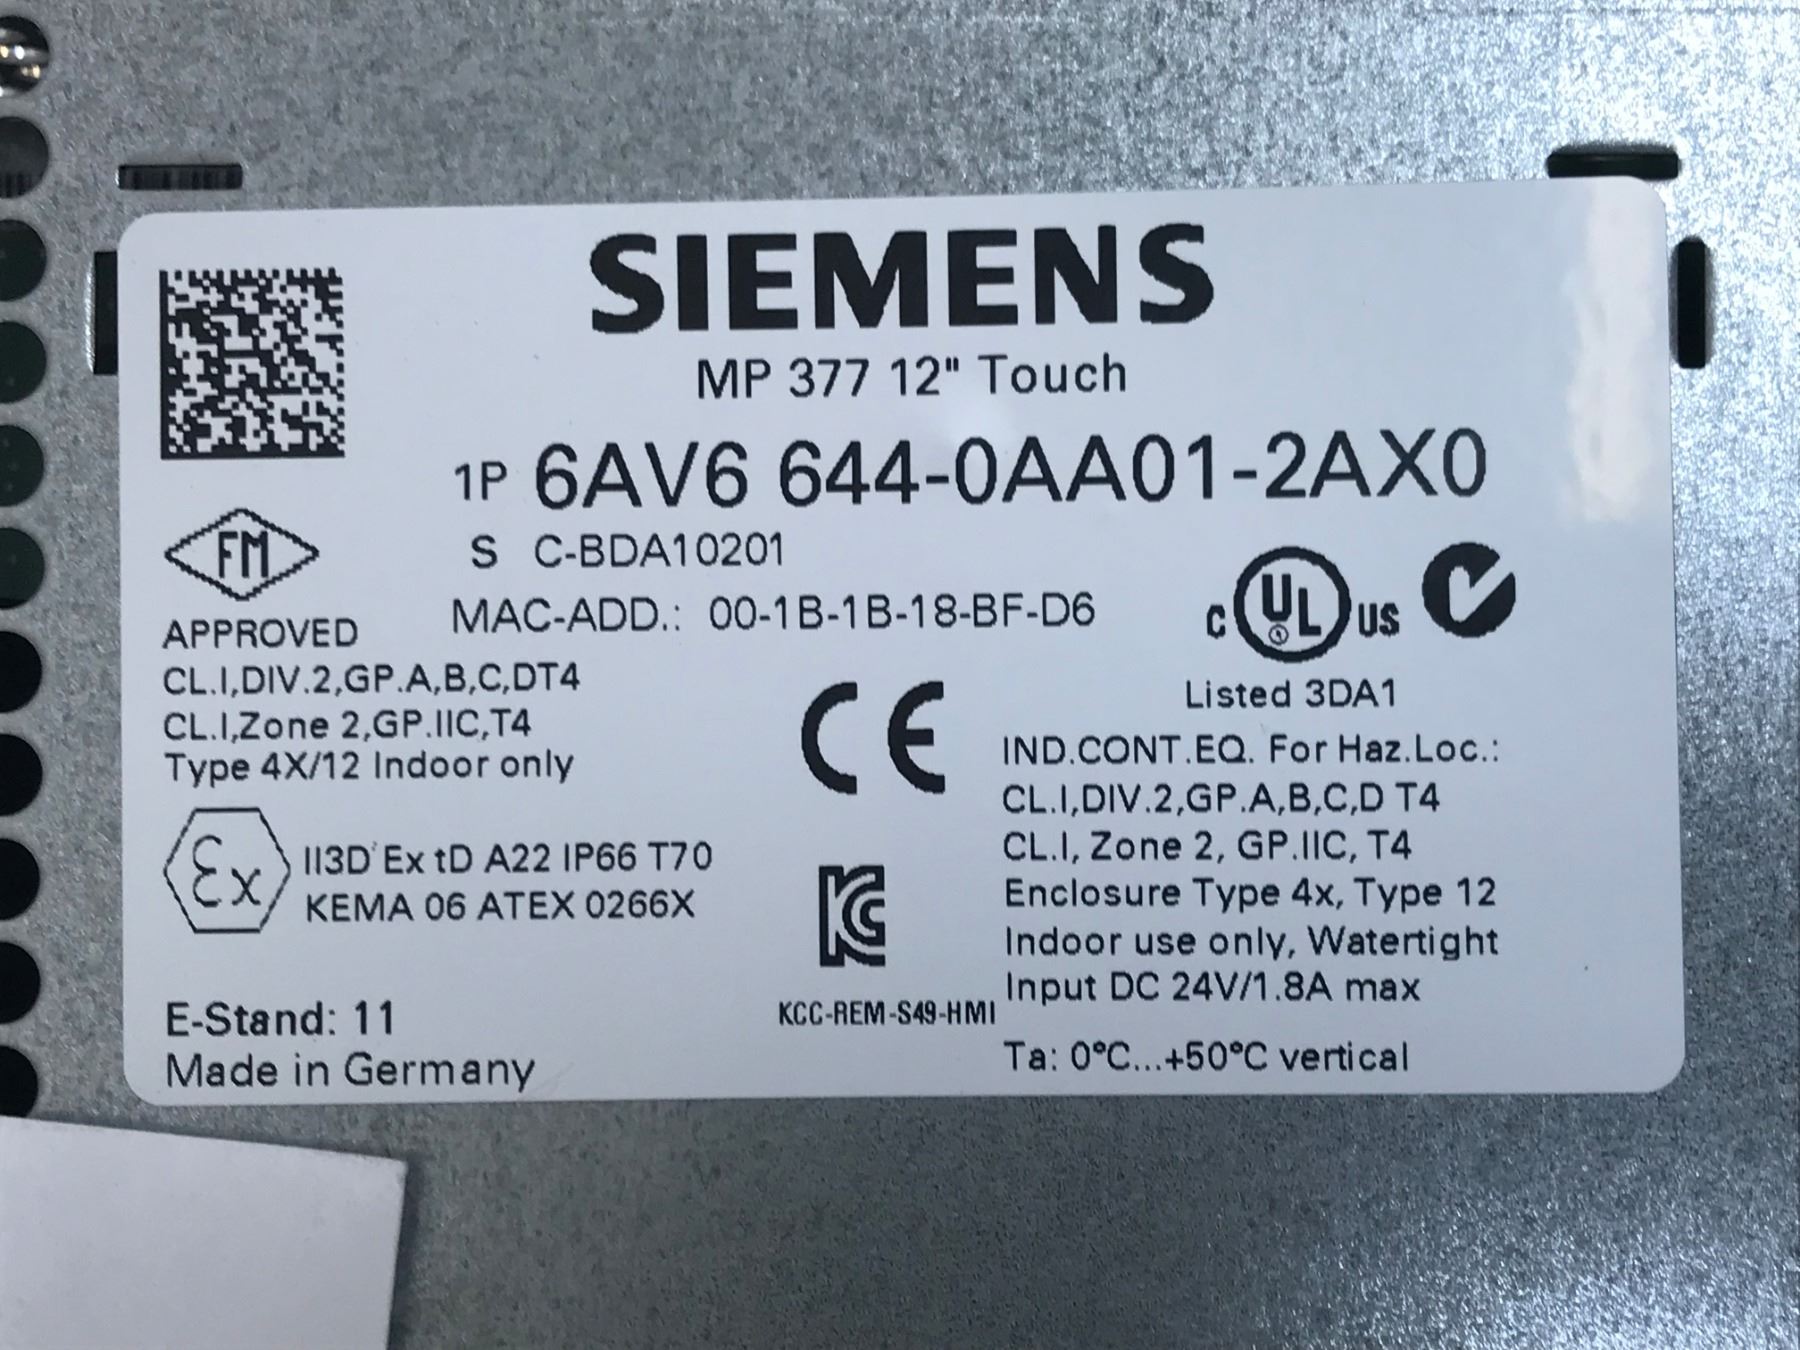 SIEMENS
MP 377 12" Touch
1P 6AV6 644-0AA01-2AX0
S C-BDA10201
MAC-ADD.: 00-1B-1B-18-BF-D6
FM
APPROVED
CL.I,DIV.2,GP.A,B,C,DT4
CL.I,Zone 2,GP.IIC,T4
Type 4X/12 Indoor only
Ex
II3D Ex tD A22 IP66 T70
KEMA 06 ATEX 0266X
E-Stand: 11
Made in Germany
CE
KC
KCC-REM-S49-HMI
C UL US
Listed 3DA1
IND.CONT.EQ. For Haz.Loc.:
CL.I,DIV.2,GP.A,B,C,D T4
CL.I, Zone 2, GP.IIC, T4
Enclosure Type 4x, Type 12
Indoor use only, Watertight
Input DC 24V/1.8A max
Ta: 0°C...+50°C vertical